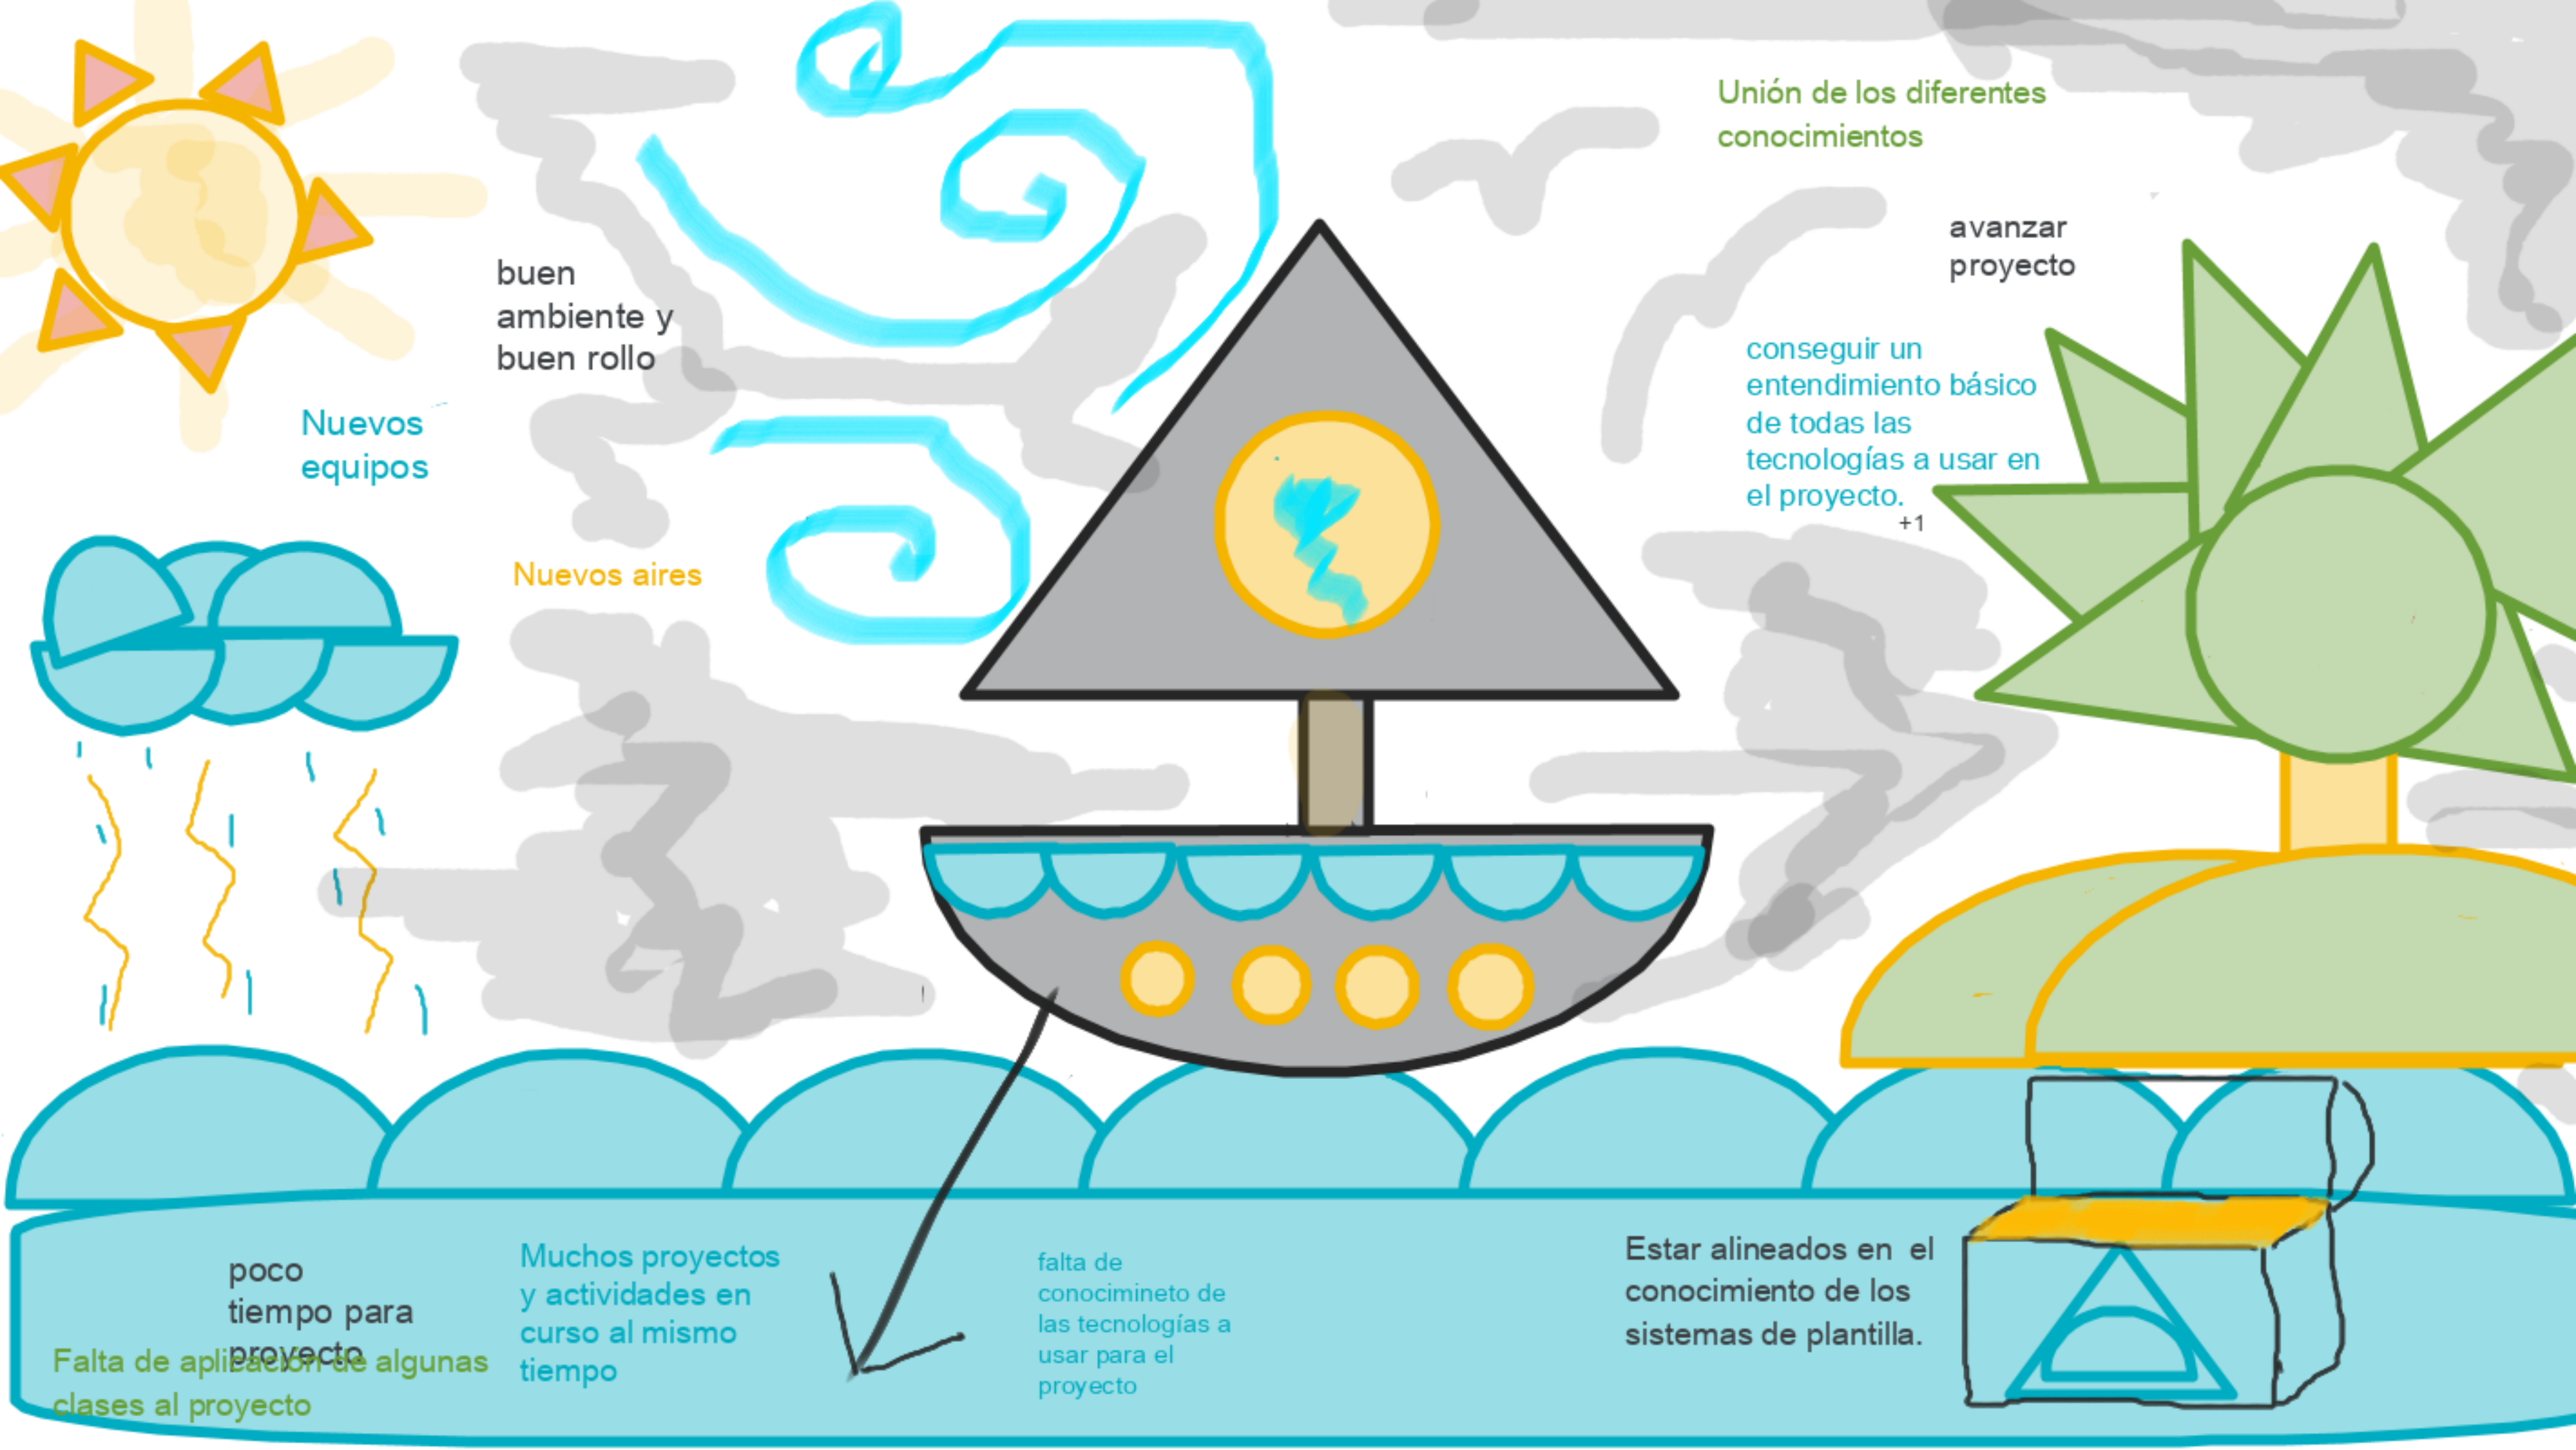 Unión de los diferentes
conocimientos
avanzar
proyecto
buen
ambiente y
buen rollo
conseguir un
entendimiento básico
de todas las
tecnologías a usar en
el proyecto.
+1
Nuevos
equipos
Nuevos aires
poco
tiempo para
proyecto
Falta de aplicación de algunas
clases al proyecto
Muchos proyectos
y actividades en
curso al mismo
tiempo
falta de
conocimineto de
las tecnologías a
usar para el
proyecto
Estar alineados en el
conocimiento de los
sistemas de plantilla.